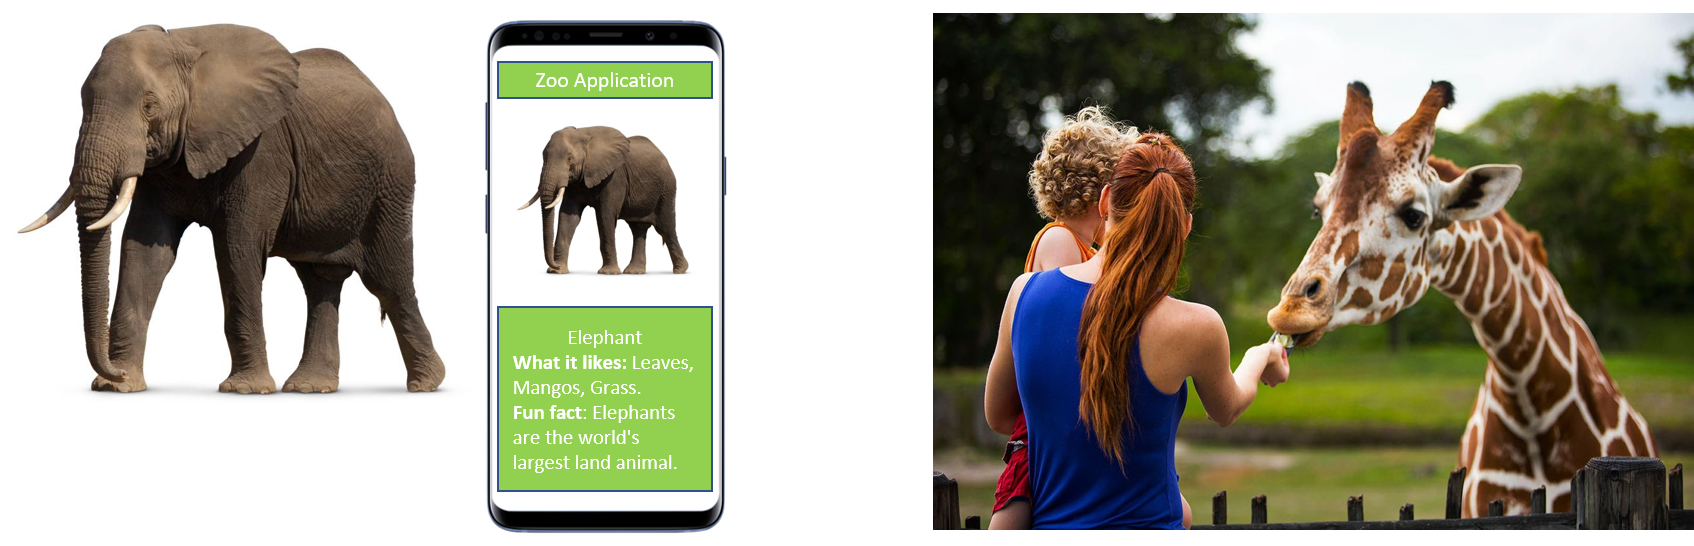 Zoo Application
Elephant
What it likes: Leaves,
Mangos, Grass.
Fun fact: Elephants
are the world's
largest land animal.